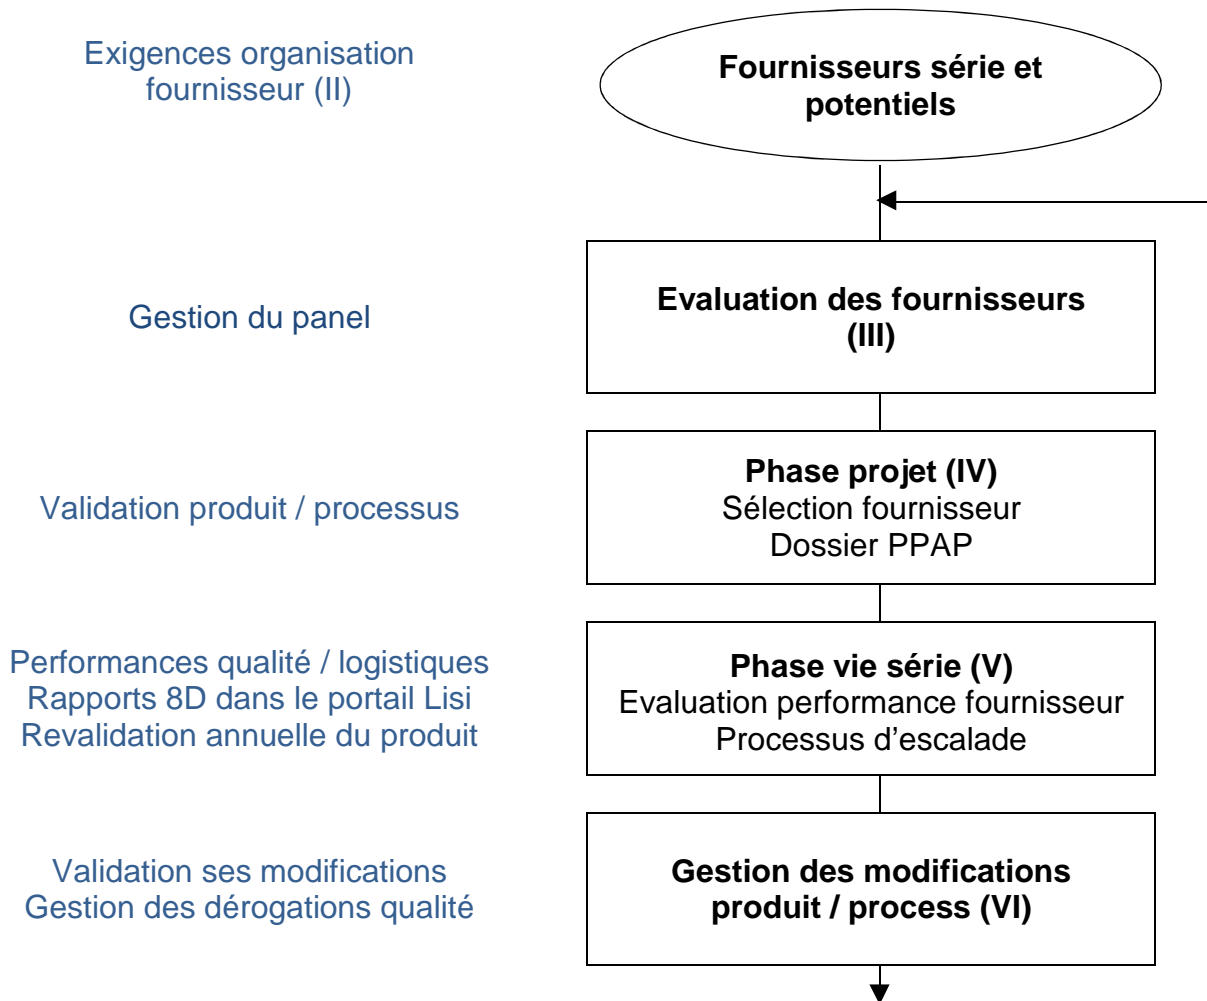 Exigences organisation
fournisseur (II)
Fournisseurs série et
potentiels
Gestion du panel
Evaluation des fournisseurs
(III)
Validation produit / processus
Phase projet (IV)
Sélection fournisseur
Dossier PPAP
Performances qualité / logistiques
Rapports 8D dans le portail Lisi
Revalidation annuelle du produit
Phase vie série (V)
Evaluation performance fournisseur
Processus d’escalade
Validation ses modifications
Gestion des dérogations qualité
Gestion des modifications
produit / process (VI)